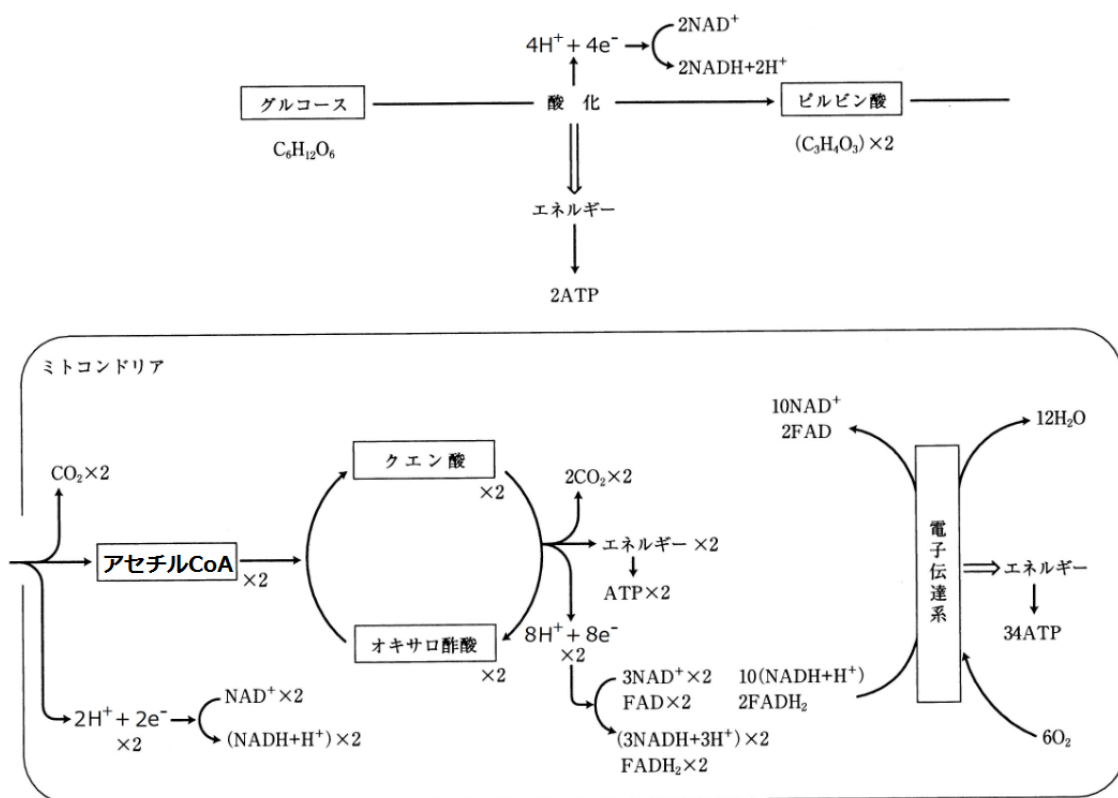 4H⁺ + 4e⁻
2NAD⁺
2NADH+2H⁺
グルコース
酸 化
ピルビン酸
C₆H₁₂O₆
(C₃H₄O₃)×2
エネルギー
2ATP
ミトコンドリア
CO₂×2
アセチルCoA
×2
クエン酸
×2
オキサロ酢酸
×2
2CO₂×2
エネルギー ×2
ATP×2
8H⁺ + 8e⁻
×2
2H⁺ + 2e⁻
×2
NAD⁺×2
(NADH+H⁺)×2
3NAD⁺×2
FAD×2
(3NADH+3H⁺)×2
FADH₂×2
10(NADH+H⁺)
2FADH₂
10NAD⁺
2FAD
電子伝達系
12H₂O
エネルギー
34ATP
6O₂